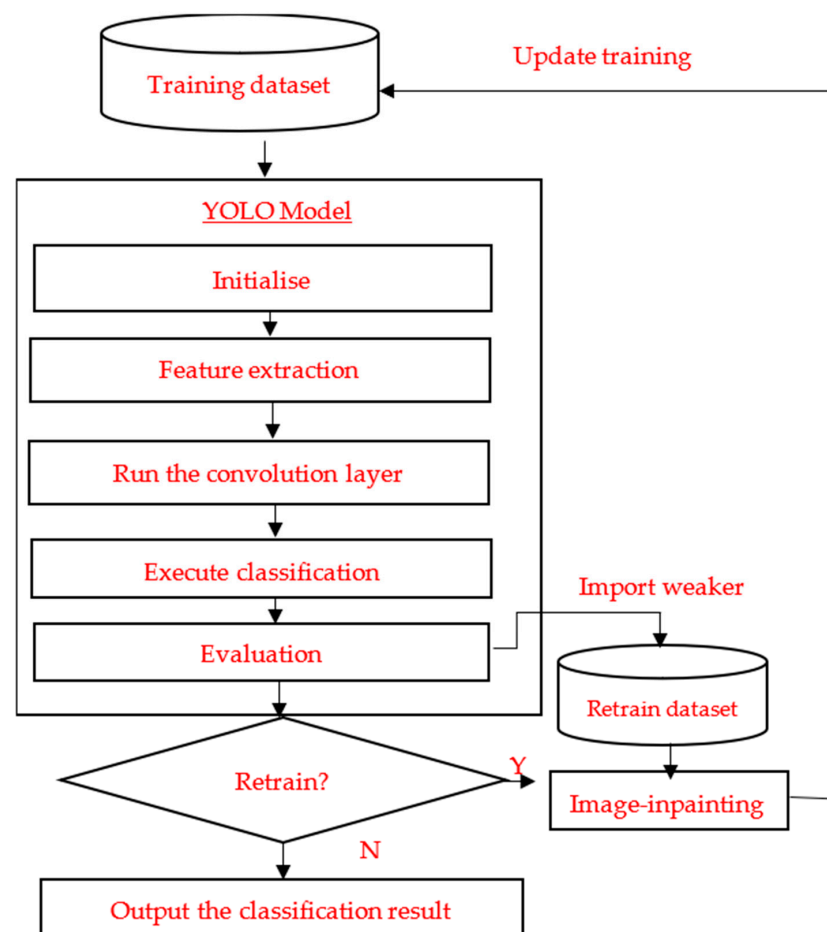 Training dataset
Update training
YOLO Model
Initialise
Feature extraction
Run the convolution layer
Execute classification
Import weaker
Evaluation
Retrain dataset
Retrain?
Y
Image-inpainting
N
Output the classification result